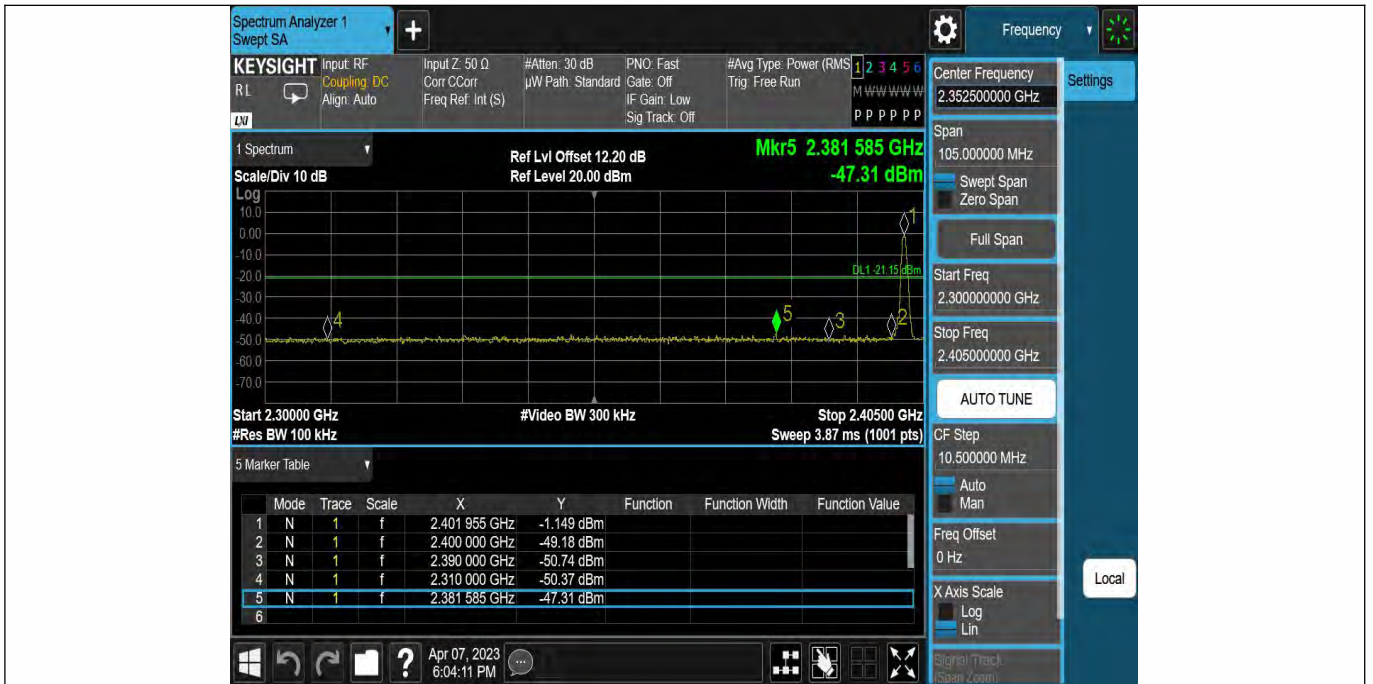 Spectrum Analyzer 1
Swept SA
+
Frequency
KEYSIGHT
RL
LXI
Input: RF
Coupling: DC
Align: Auto
Input Z: 50 Ω
Corr CCorr
Freq Ref: Int (S)
#Atten: 30 dB
µW Path: Standard
PNO: Fast
Gate: Off
IF Gain: Low
Sig Track: Off
#Avg Type: Power (RMS
Trig: Free Run
1 2 3 4 5 6
M W W W W W
P P P P P P
1 Spectrum
Scale/Div 10 dB
Ref Lvl Offset 12.20 dB
Ref Level 20.00 dBm
Mkr5 2.381 585 GHz
-47.31 dBm
Log
10.0
0.00
-10.0
-20.0
-30.0
-40.0
-50.0
-60.0
-70.0
1
DL1 -21.15 dBm
4
5
3
2
Start 2.30000 GHz
#Res BW 100 kHz
#Video BW 300 kHz
Stop 2.40500 GHz
Sweep 3.87 ms (1001 pts)
5 Marker Table
Mode Trace Scale X Y Function Function Width Function Value
1 N 1 f 2.401 955 GHz -1.149 dBm
2 N 1 f 2.400 000 GHz -49.18 dBm
3 N 1 f 2.390 000 GHz -50.74 dBm
4 N 1 f 2.310 000 GHz -50.37 dBm
5 N 1 f 2.381 585 GHz -47.31 dBm
6
?
Apr 07, 2023
6:04:11 PM
Center Frequency
2.352500000 GHz
Settings
Span
105.000000 MHz
Swept Span
Zero Span
Full Span
Start Freq
2.300000000 GHz
Stop Freq
2.405000000 GHz
AUTO TUNE
CF Step
10.500000 MHz
Auto
Man
Freq Offset
0 Hz
Local
X Axis Scale
Log
Lin
Signal Track
(Span Zoom)